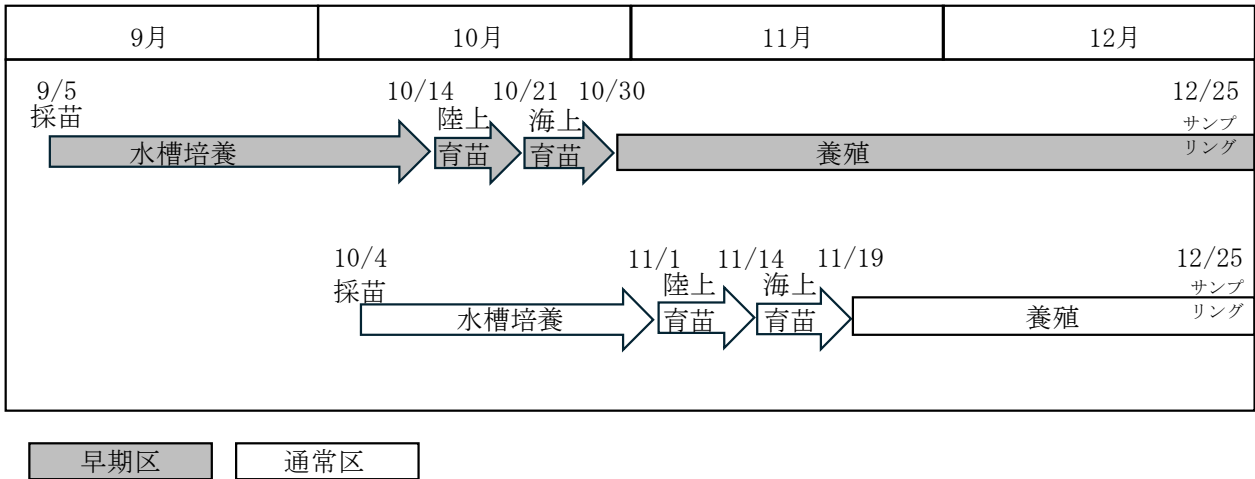 9月 10月 11月 12月
9/5 10/14 10/21 10/30 12/25
採苗 陸上 海上 サンプ
水槽培養 育苗 育苗 養殖 リング
10/4 11/1 11/14 11/19 12/25
採苗 陸上 海上 サンプ
水槽培養 育苗 育苗 養殖 リング
早期区 通常区